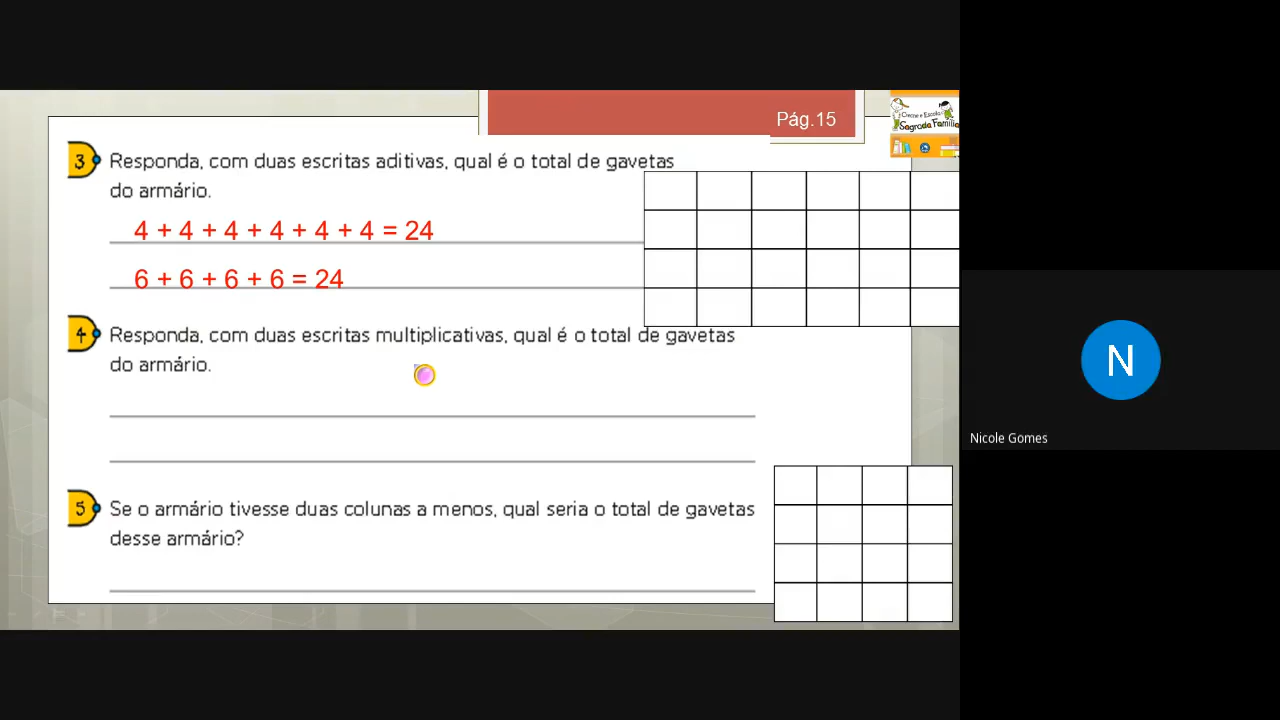 Pág.15
Creche e Escola
Sagrada Família
3 Responda, com duas escritas aditivas, qual é o total de gavetas
do armário.
4 + 4 + 4 + 4 + 4 + 4 = 24
6 + 6 + 6 + 6 = 24
4 Responda, com duas escritas multiplicativas, qual é o total de gavetas
do armário.
5 Se o armário tivesse duas colunas a menos, qual seria o total de gavetas
desse armário?
N
Nicole Gomes